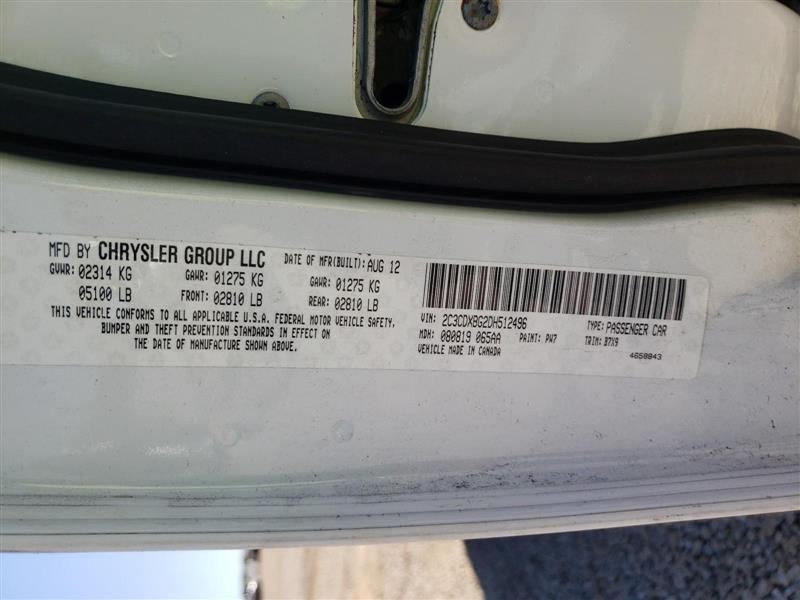 MFD BY CHRYSLER GROUP LLC DATE OF MFR(BUILT): AUG 12
GVWR: 02314 KG GAWR: 01275 KG GAWR: 01275 KG
05100 LB FRONT: 02810 LB REAR: 02810 LB
THIS VEHICLE CONFORMS TO ALL APPLICABLE U.S.A. FEDERAL MOTOR VEHICLE SAFETY,
BUMPER AND THEFT PREVENTION STANDARDS IN EFFECT ON
THE DATE OF MANUFACTURE SHOWN ABOVE.
VIN: 2C3CDXBG2DH512496 TYPE: PASSENGER CAR
MDH: 080819 065AA PAINT: PW7 TRIM: B7X9
VEHICLE MADE IN CANADA 4658843